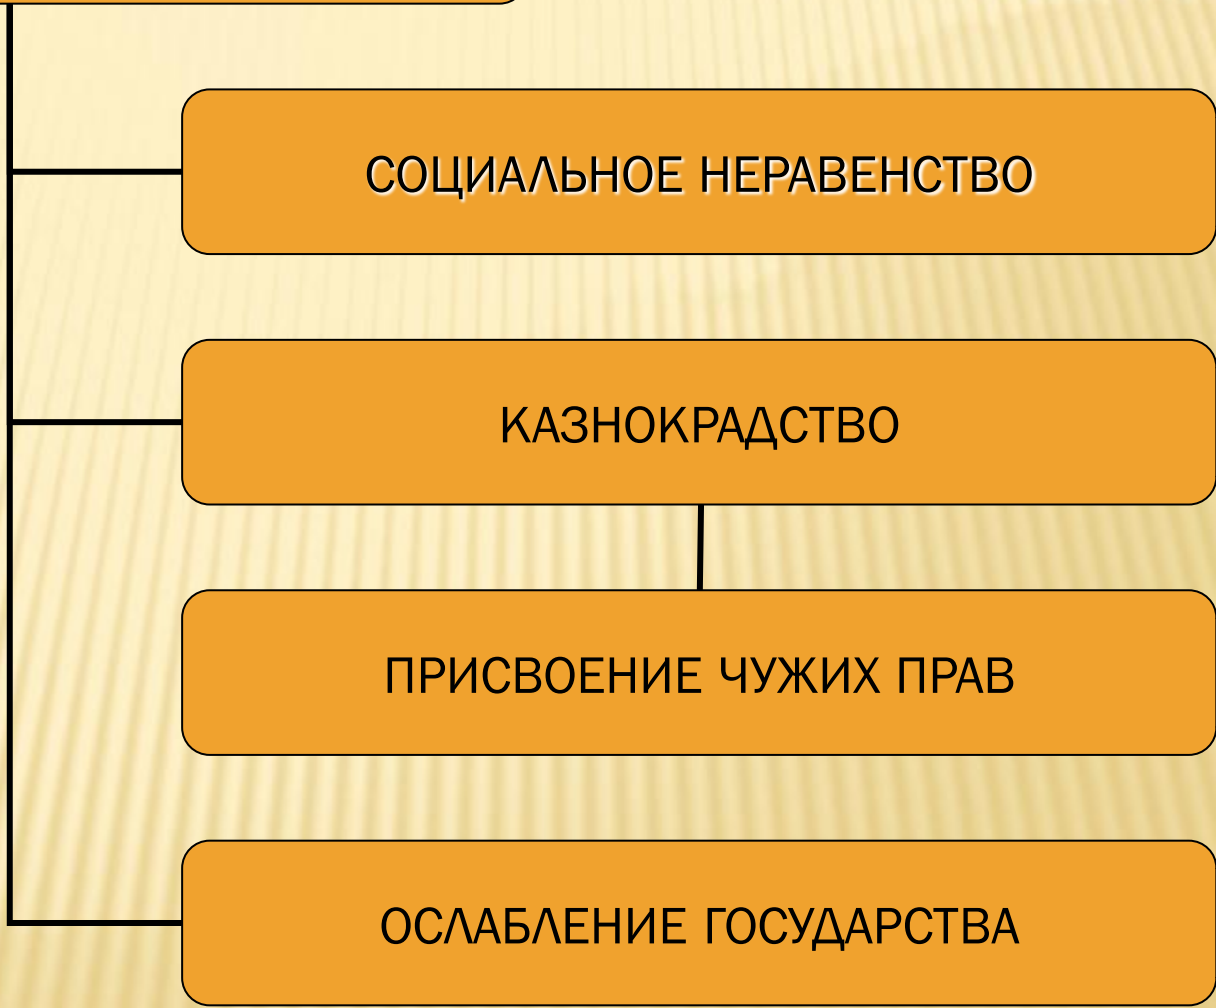 СОЦИАЛЬНОЕ НЕРАВЕНСТВО
КАЗНОКРАДСТВО
ПРИСВОЕНИЕ ЧУЖИХ ПРАВ
ОСЛАБЛЕНИЕ ГОСУДАРСТВА